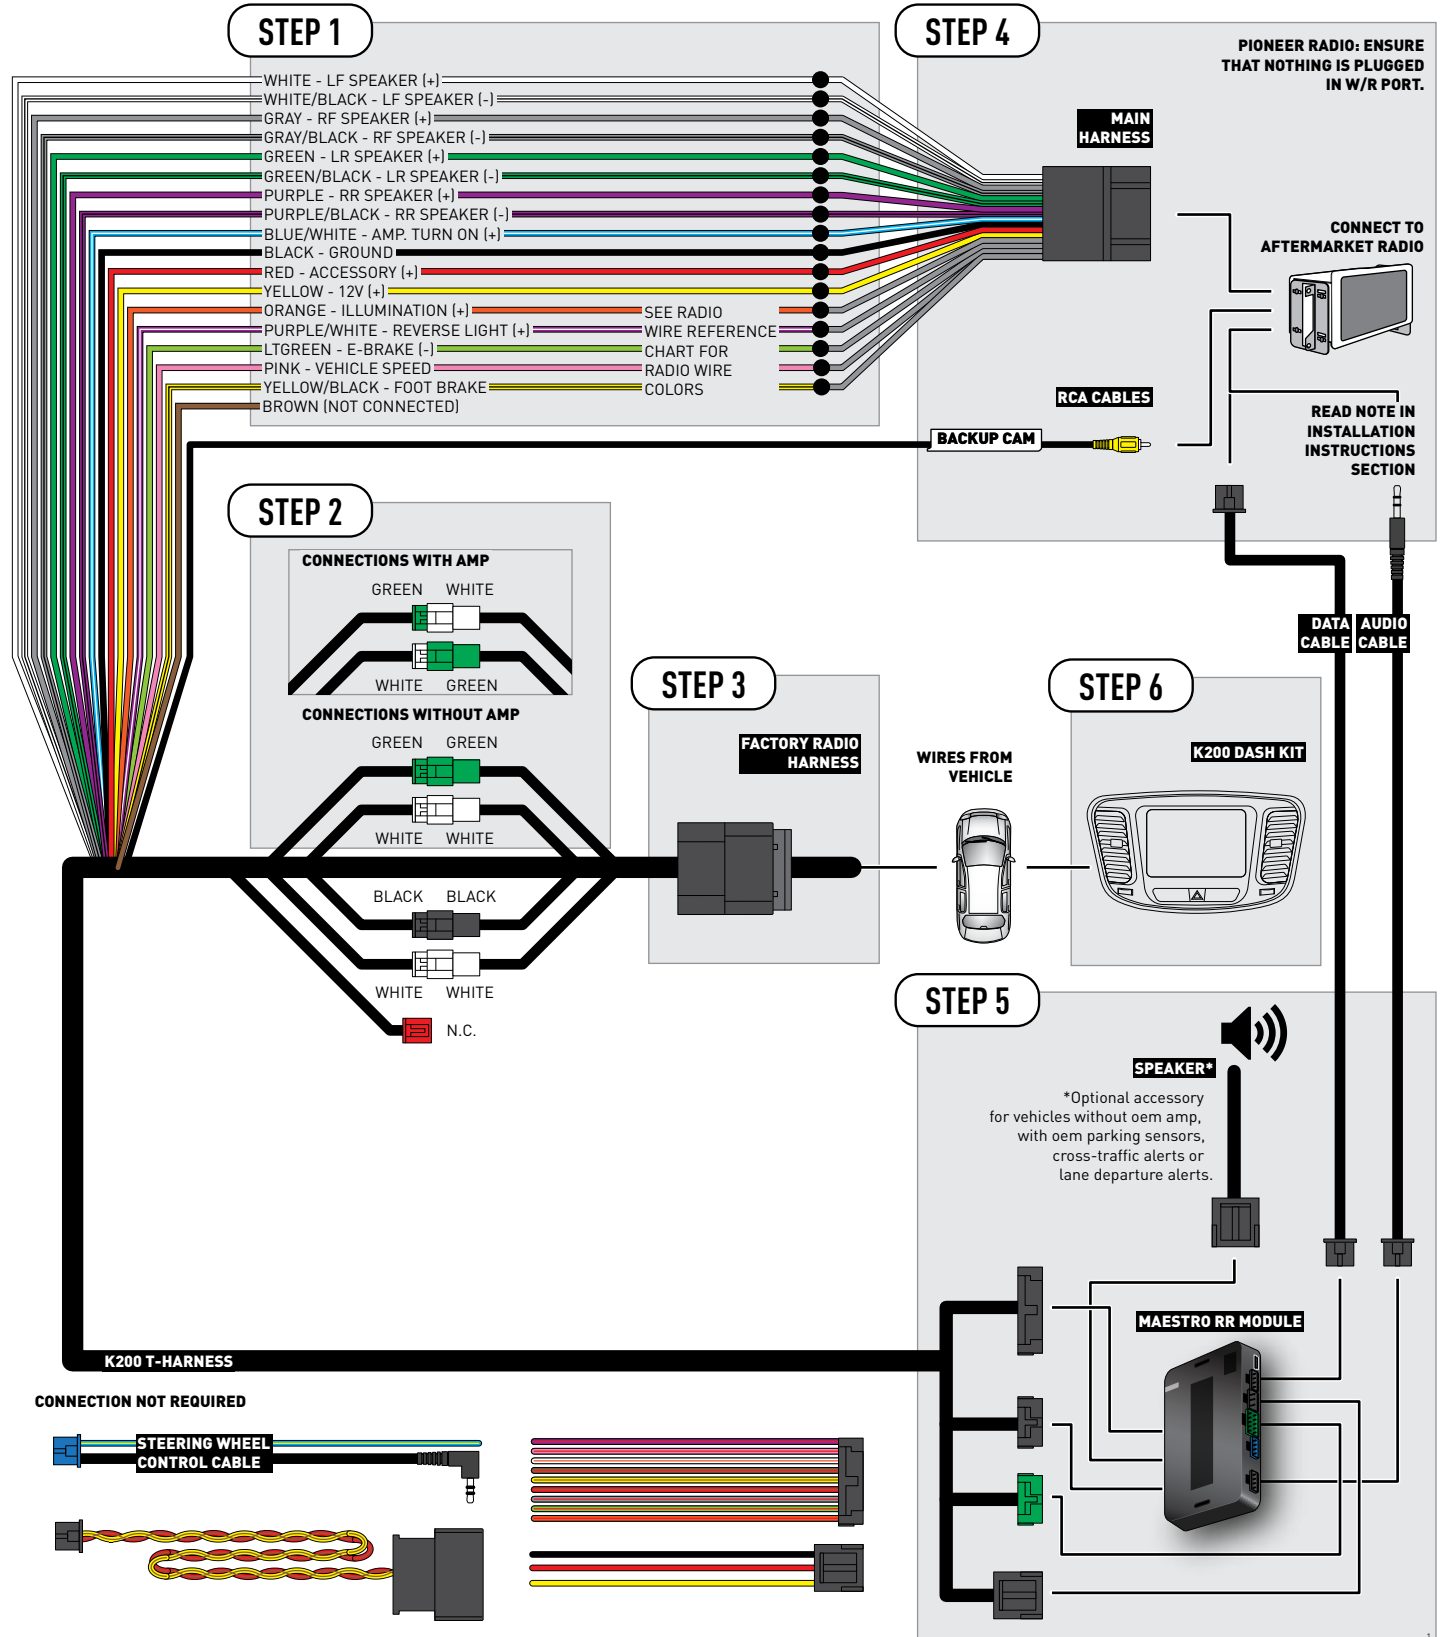 STEP 1
WHITE - LF SPEAKER (+)
WHITE/BLACK - LF SPEAKER (-)
GRAY - RF SPEAKER (+)
GRAY/BLACK - RF SPEAKER (-)
GREEN - LR SPEAKER (+)
GREEN/BLACK - LR SPEAKER (-)
PURPLE - RR SPEAKER (+)
PURPLE/BLACK - RR SPEAKER (-)
BLUE/WHITE - AMP. TURN ON (+)
BLACK - GROUND
RED - ACCESSORY (+)
YELLOW - 12V (+)
ORANGE - ILLUMINATION (+)
PURPLE/WHITE - REVERSE LIGHT (+)
LTGREEN - E-BRAKE (-)
PINK - VEHICLE SPEED
YELLOW/BLACK - FOOT BRAKE
BROWN (NOT CONNECTED)
SEE RADIO
WIRE REFERENCE
CHART FOR
RADIO WIRE
COLORS
STEP 4
PIONEER RADIO: ENSURE
THAT NOTHING IS PLUGGED
IN W/R PORT.
MAIN
HARNESS
CONNECT TO
AFTERMARKET RADIO
RCA CABLES
BACKUP CAM
READ NOTE IN
INSTALLATION
INSTRUCTIONS
SECTION
DATA
CABLE
AUDIO
CABLE
STEP 2
CONNECTIONS WITH AMP
GREEN WHITE
WHITE GREEN
CONNECTIONS WITHOUT AMP
GREEN GREEN
WHITE WHITE
BLACK BLACK
WHITE WHITE
N.C.
STEP 3
FACTORY RADIO
HARNESS
WIRES FROM
VEHICLE
STEP 6
K200 DASH KIT
STEP 5
SPEAKER*
*Optional accessory
for vehicles without oem amp,
with oem parking sensors,
cross-traffic alerts or
lane departure alerts.
MAESTRO RR MODULE
K200 T-HARNESS
CONNECTION NOT REQUIRED
STEERING WHEEL
CONTROL CABLE
1